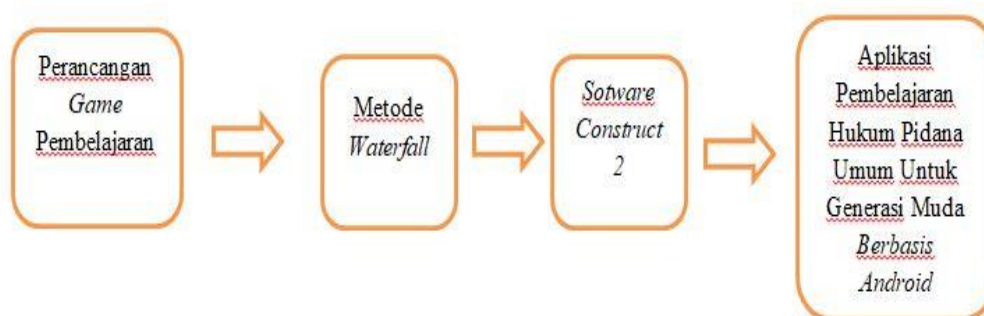 Perancangan
Game
Pembelajaran
Metode
Waterfall
Sotware
Construct
2
Aplikasi
Pembelajaran
Hukum Pidana
Umum Untuk
Generasi Muda
Berbasis
Android